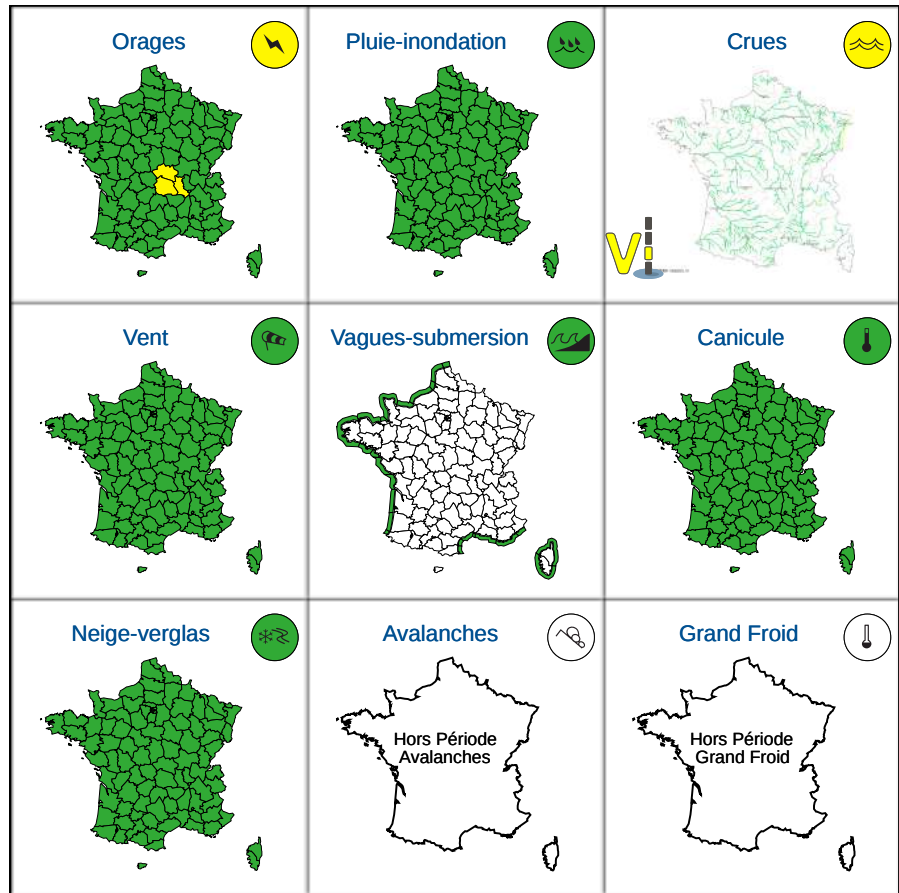 Orages
Pluie-inondation
Crues
Vi
Vent
Vagues-submersion
Canicule
Neige-verglas
Avalanches
Grand Froid
Hors Période
Avalanches
Hors Période
Grand Froid